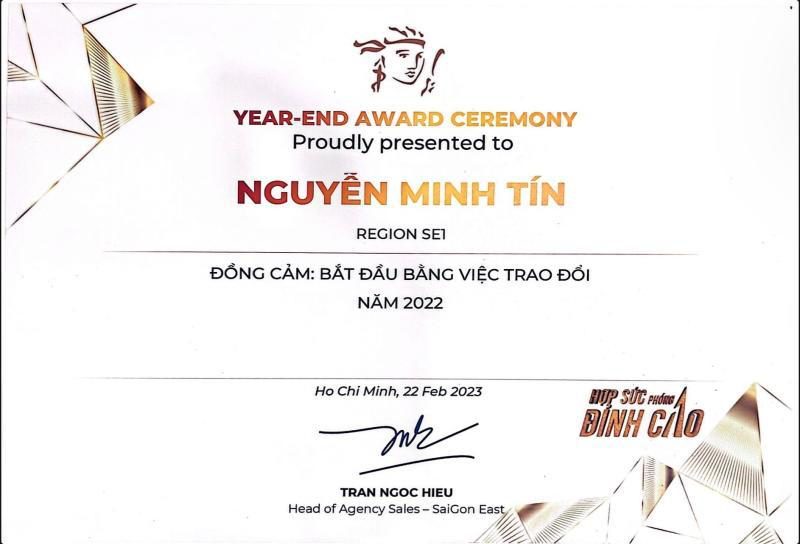 YEAR-END AWARD CEREMONY
Proudly presented to
NGUYỄN MINH TÍN
REGION SE1
ĐỒNG CẢM: BẮT ĐẦU BẰNG VIỆC TRAO ĐỔI
NĂM 2022
Ho Chi Minh, 22 Feb 2023
HỢP SỨC PHÓNG
ĐỈNH CAO
TRAN NGOC HIEU
Head of Agency Sales – SaiGon East